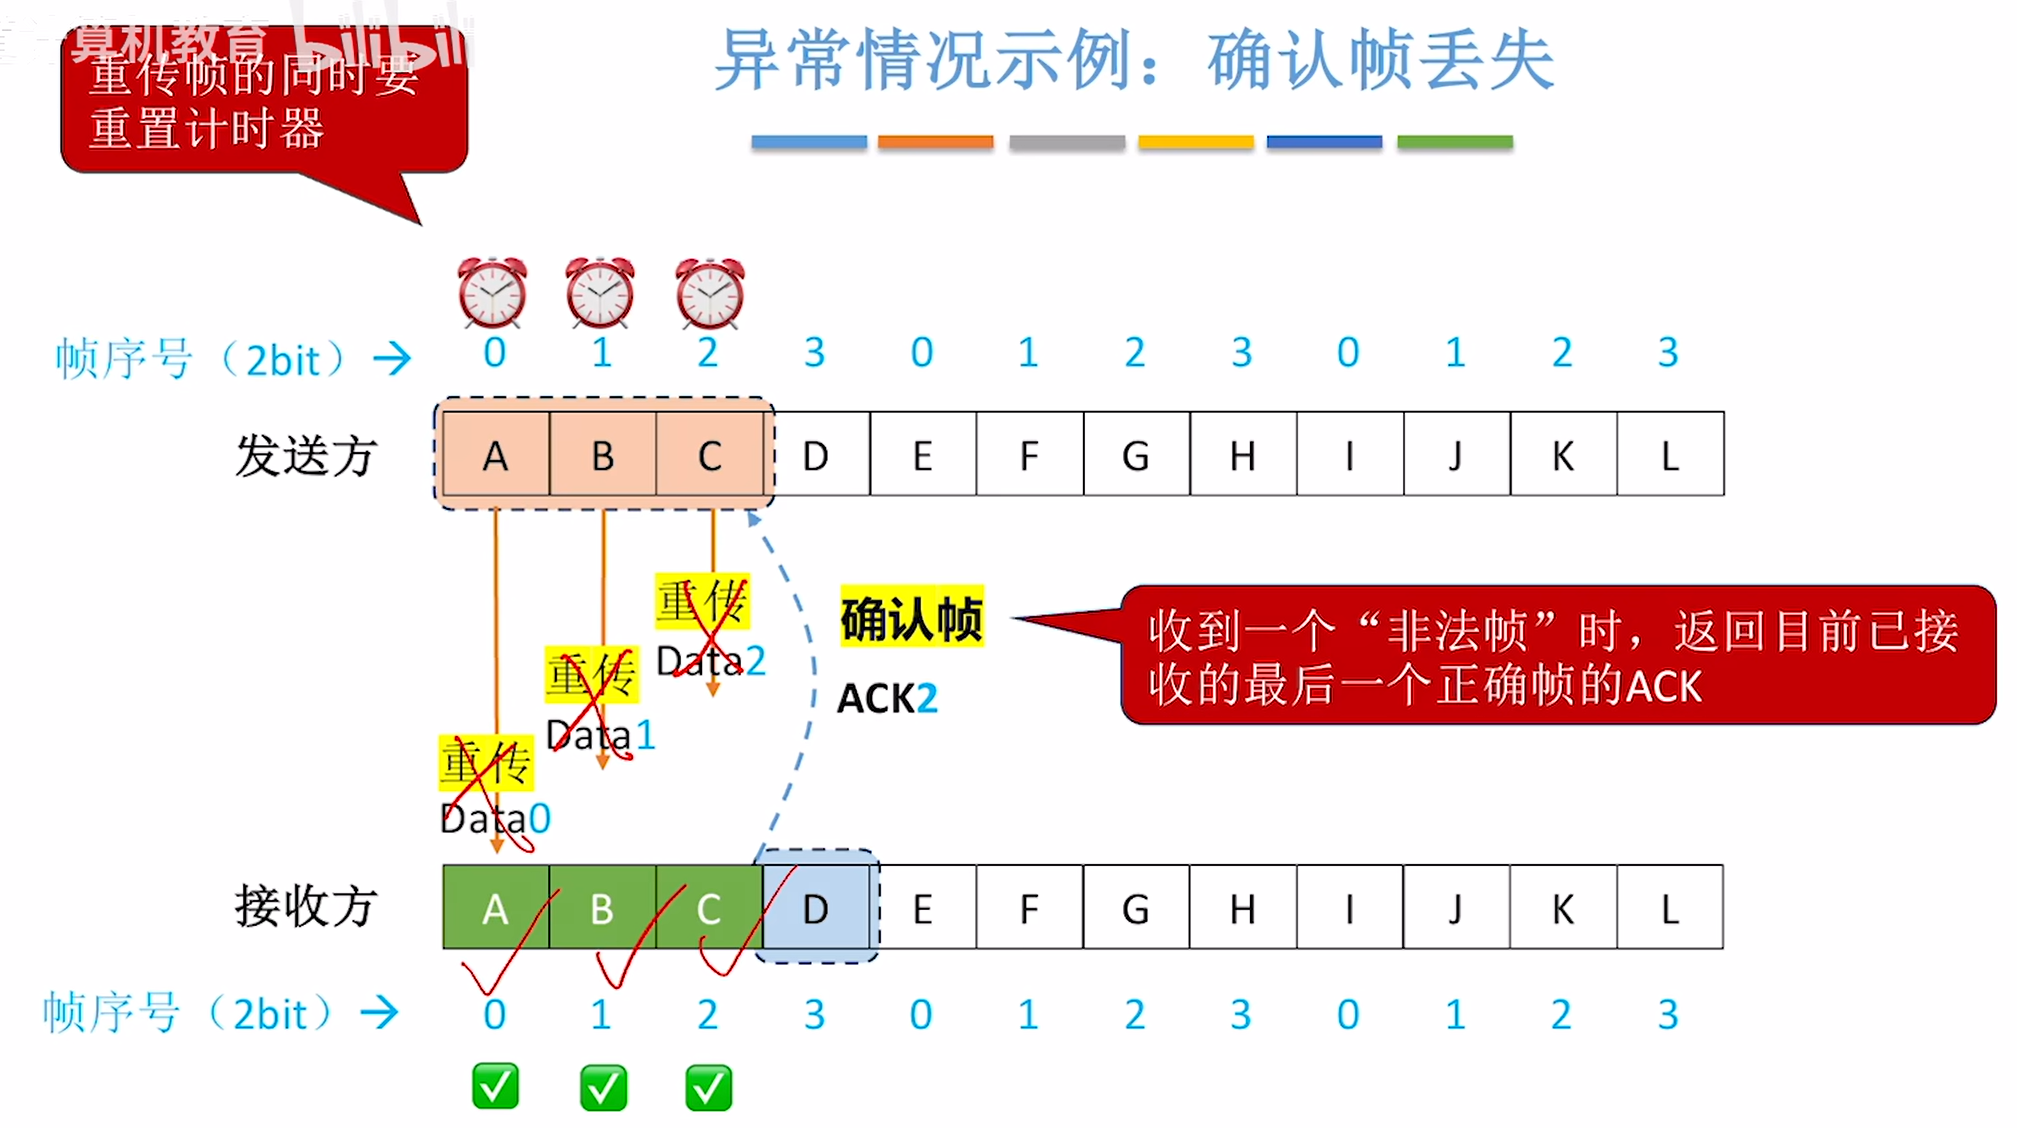 算机教育 bilibili
异常情况示例：确认帧丢失
重传帧的同时要
重置计时器
帧序号（2bit）→ 0 1 2 3 0 1 2 3 0 1 2 3
发送方 A B C D E F G H I J K L
重传
Data2
重传
Data1
重传
Data0
确认帧
ACK2
收到一个“非法帧”时，返回目前已接
收的最后一个正确帧的ACK
接收方 A B C D E F G H I J K L
帧序号（2bit）→ 0 1 2 3 0 1 2 3 0 1 2 3